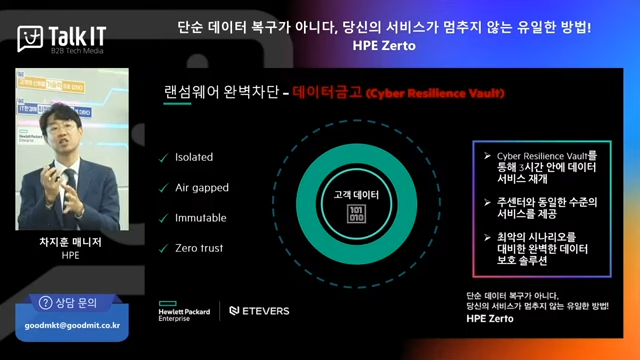 Talk IT
B2B Tech Media
단순 데이터 복구가 아니다, 당신의 서비스가 멈추지 않는 유일한 방법!
HPE Zerto
랜섬웨어 완벽차단 – 데이터금고 (Cyber Resilience Vault)
Isolated
Air gapped
Immutable
Zero trust
고객 데이터
101
010
Cyber Resilience Vault를
통해 3시간 안에 데이터
서비스 재개
주센터와 동일한 수준의
서비스를 제공
최악의 시나리오를
대비한 완벽한 데이터
보호 솔루션
Hewlett Packard
Enterprise
차지훈 매니저
HPE
상담 문의
goodmkt@goodmit.co.kr
Hewlett Packard
Enterprise
ETEVERS
단순 데이터 복구가 아니다,
당신의 서비스가 멈추지 않는 유일한 방법!
HPE Zerto